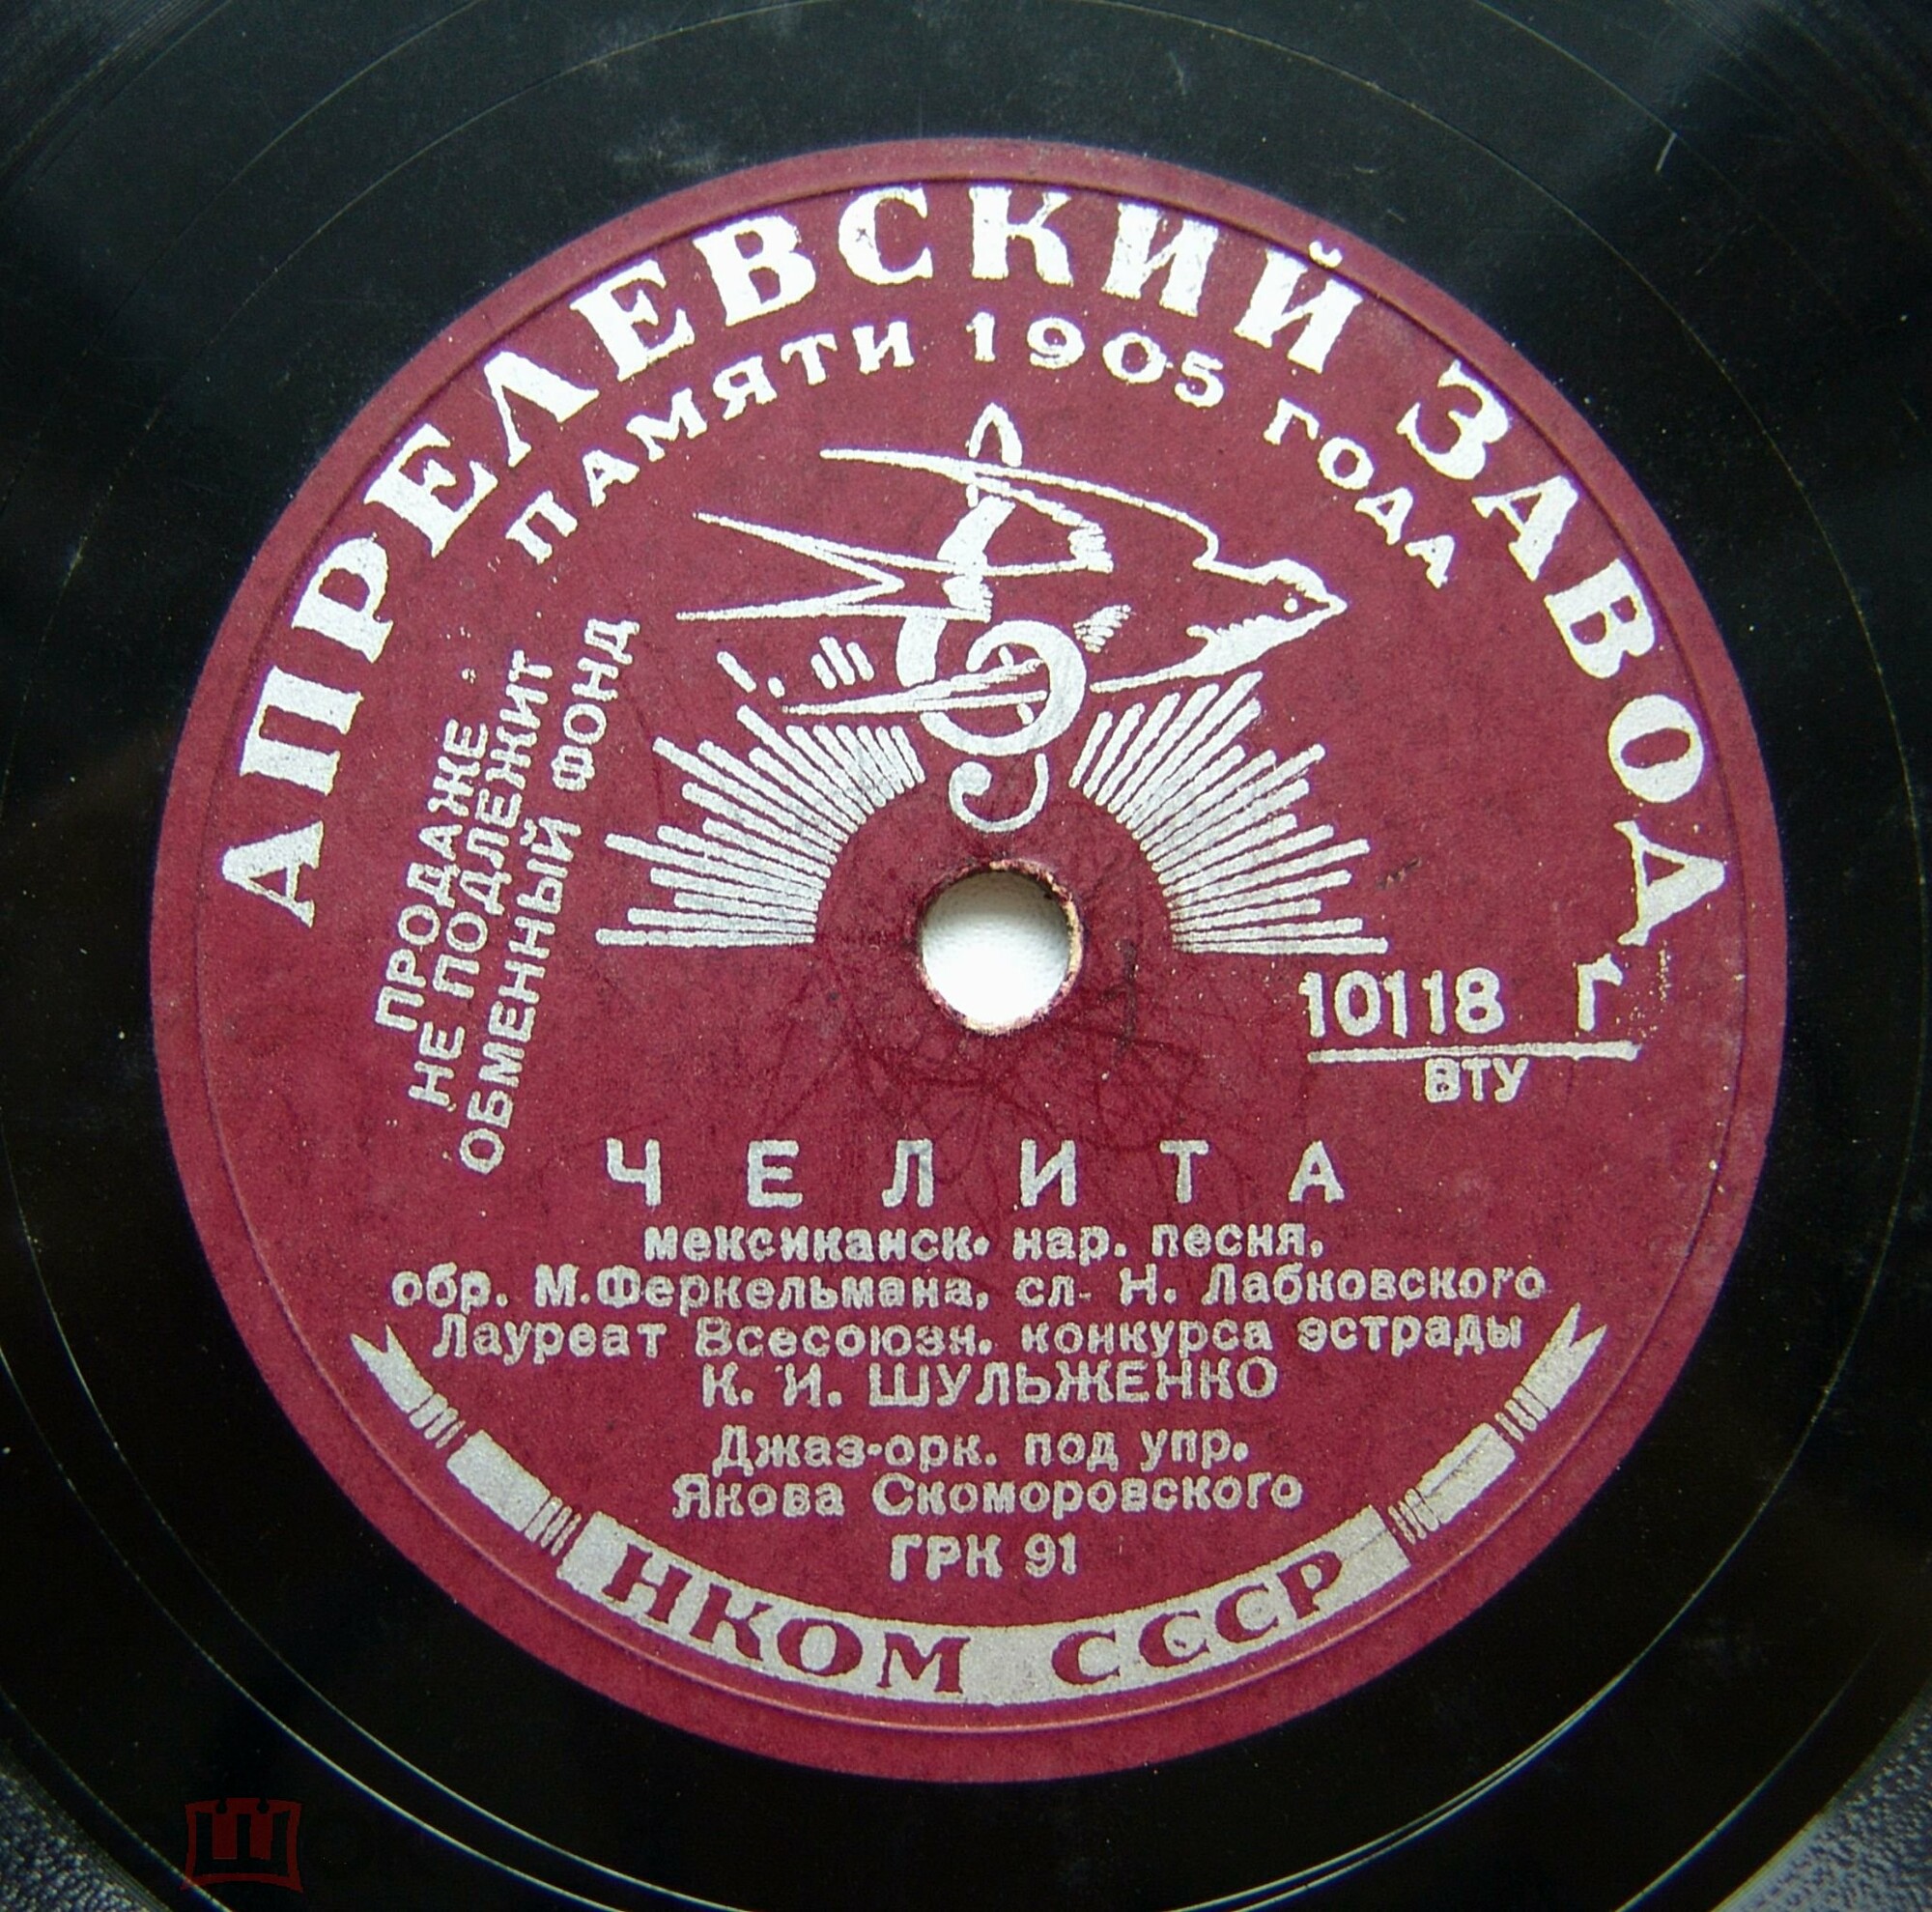 АПРЕЛЕВСКИЙ ЗАВОД
ПАМЯТИ 1905 ГОДА
ПРОДАЖЕ
НЕ ПОДЛЕЖИТ
ОБМЕННЫЙ ФОНД
10118 Г
ВТУ
ЧЕЛИТА
мексиканск. нар. песня,
обр. М.Феркельмана, сл. Н. Лабковского
Лауреат Всесоюзн. конкурса эстрады
К. И. ШУЛЬЖЕНКО
Джаз-орк. под упр.
Якова Скоморовского
ГРК 91
НКОМ СССР